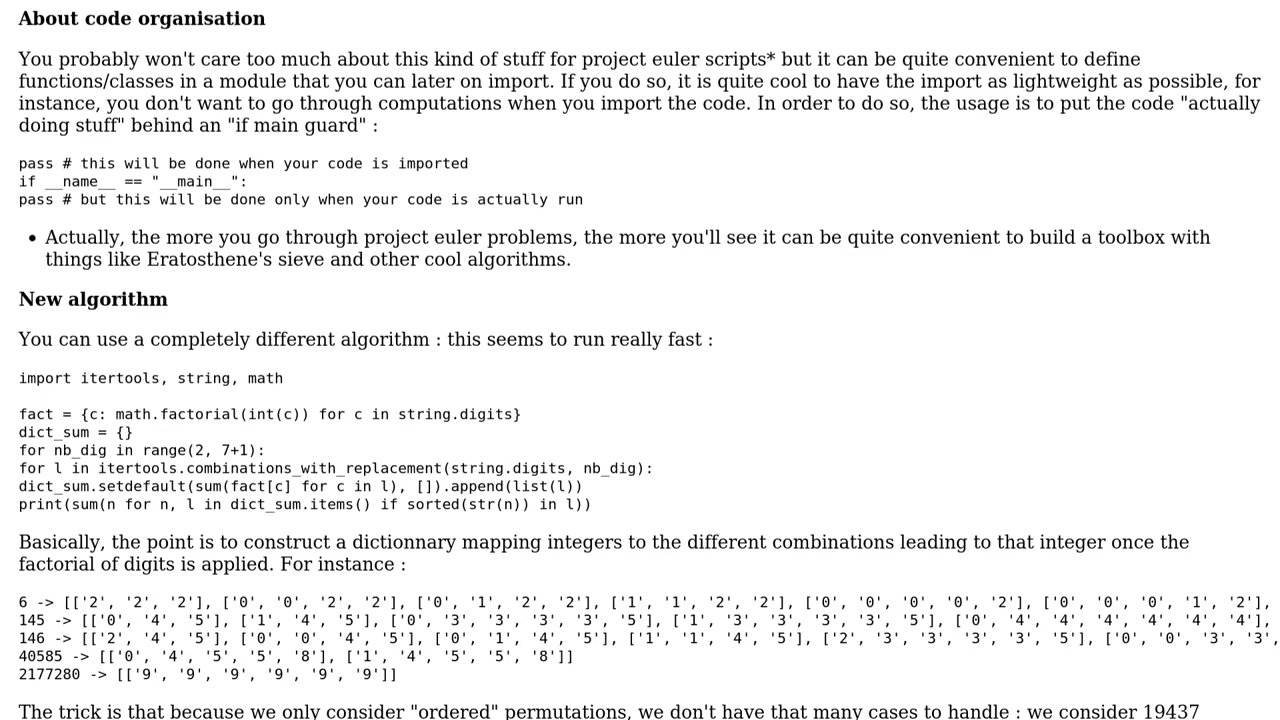 About code organisation
You probably won't care too much about this kind of stuff for project euler scripts* but it can be quite convenient to define
functions/classes in a module that you can later on import. If you do so, it is quite cool to have the import as lightweight as possible, for
instance, you don't want to go through computations when you import the code. In order to do so, the usage is to put the code "actually
doing stuff" behind an "if main guard" :
pass # this will be done when your code is imported
if __name__ == "__main__":
pass # but this will be done only when your code is actually run
• Actually, the more you go through project euler problems, the more you'll see it can be quite convenient to build a toolbox with
things like Eratosthene's sieve and other cool algorithms.
New algorithm
You can use a completely different algorithm : this seems to run really fast :
import itertools, string, math
fact = {c: math.factorial(int(c)) for c in string.digits}
dict_sum = {}
for nb_dig in range(2, 7+1):
for l in itertools.combinations_with_replacement(string.digits, nb_dig):
dict_sum.setdefault(sum(fact[c] for c in l), []).append(list(l))
print(sum(n for n, l in dict_sum.items() if sorted(str(n)) in l))
Basically, the point is to construct a dictionnary mapping integers to the different combinations leading to that integer once the
factorial of digits is applied. For instance :
6 -> [['2', '2', '2'], ['0', '0', '2', '2'], ['0', '1', '2', '2'], ['1', '1', '2', '2'], ['0', '0', '0', '0', '2'], ['0', '0', '0', '1', '2'],
145 -> [['0', '4', '5'], ['1', '4', '5'], ['0', '3', '3', '3', '3', '5'], ['1', '3', '3', '3', '3', '5'], ['0', '4', '4', '4', '4', '4', '4'],
146 -> [['2', '4', '5'], ['0', '0', '4', '5'], ['0', '1', '4', '5'], ['1', '1', '4', '5'], ['2', '3', '3', '3', '3', '5'], ['0', '0', '3', '3',
40585 -> [['0', '4', '5', '5', '8'], ['1', '4', '5', '5', '8']]
2177280 -> [['9', '9', '9', '9', '9', '9']]
The trick is that because we only consider "ordered" permutations, we don't have that many cases to handle : we consider 19437